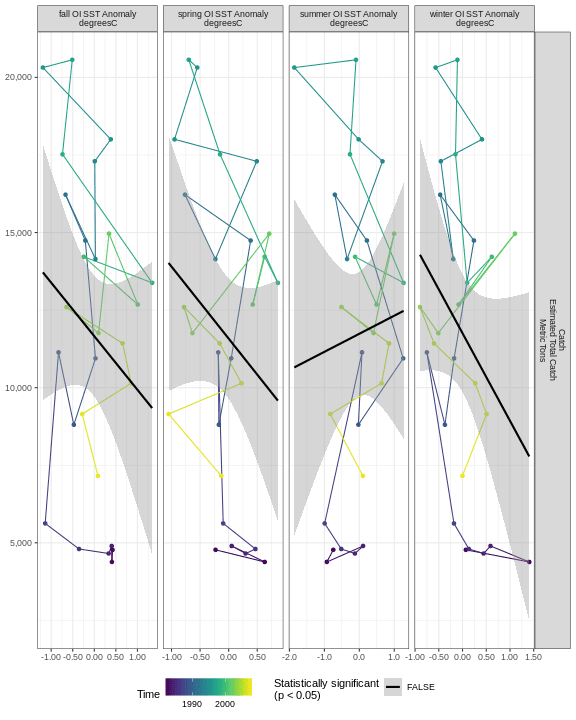 fall OI SST Anomaly
degreesC
spring OI SST Anomaly
degreesC
summer OI SST Anomaly
degreesC
winter OI SST Anomaly
degreesC
20,000
15,000
10,000
5,000
Catch
Estimated Total Catch
Metric Tons
-1.00 -0.50 0.00 0.50 1.00
-1.00 -0.50 0.00 0.50
-2.0 -1.0 0.0 1.0
-1.00 -0.50 0.00 0.50 1.00 1.50
Time
1990 2000
Statistically significant
(p < 0.05)
FALSE